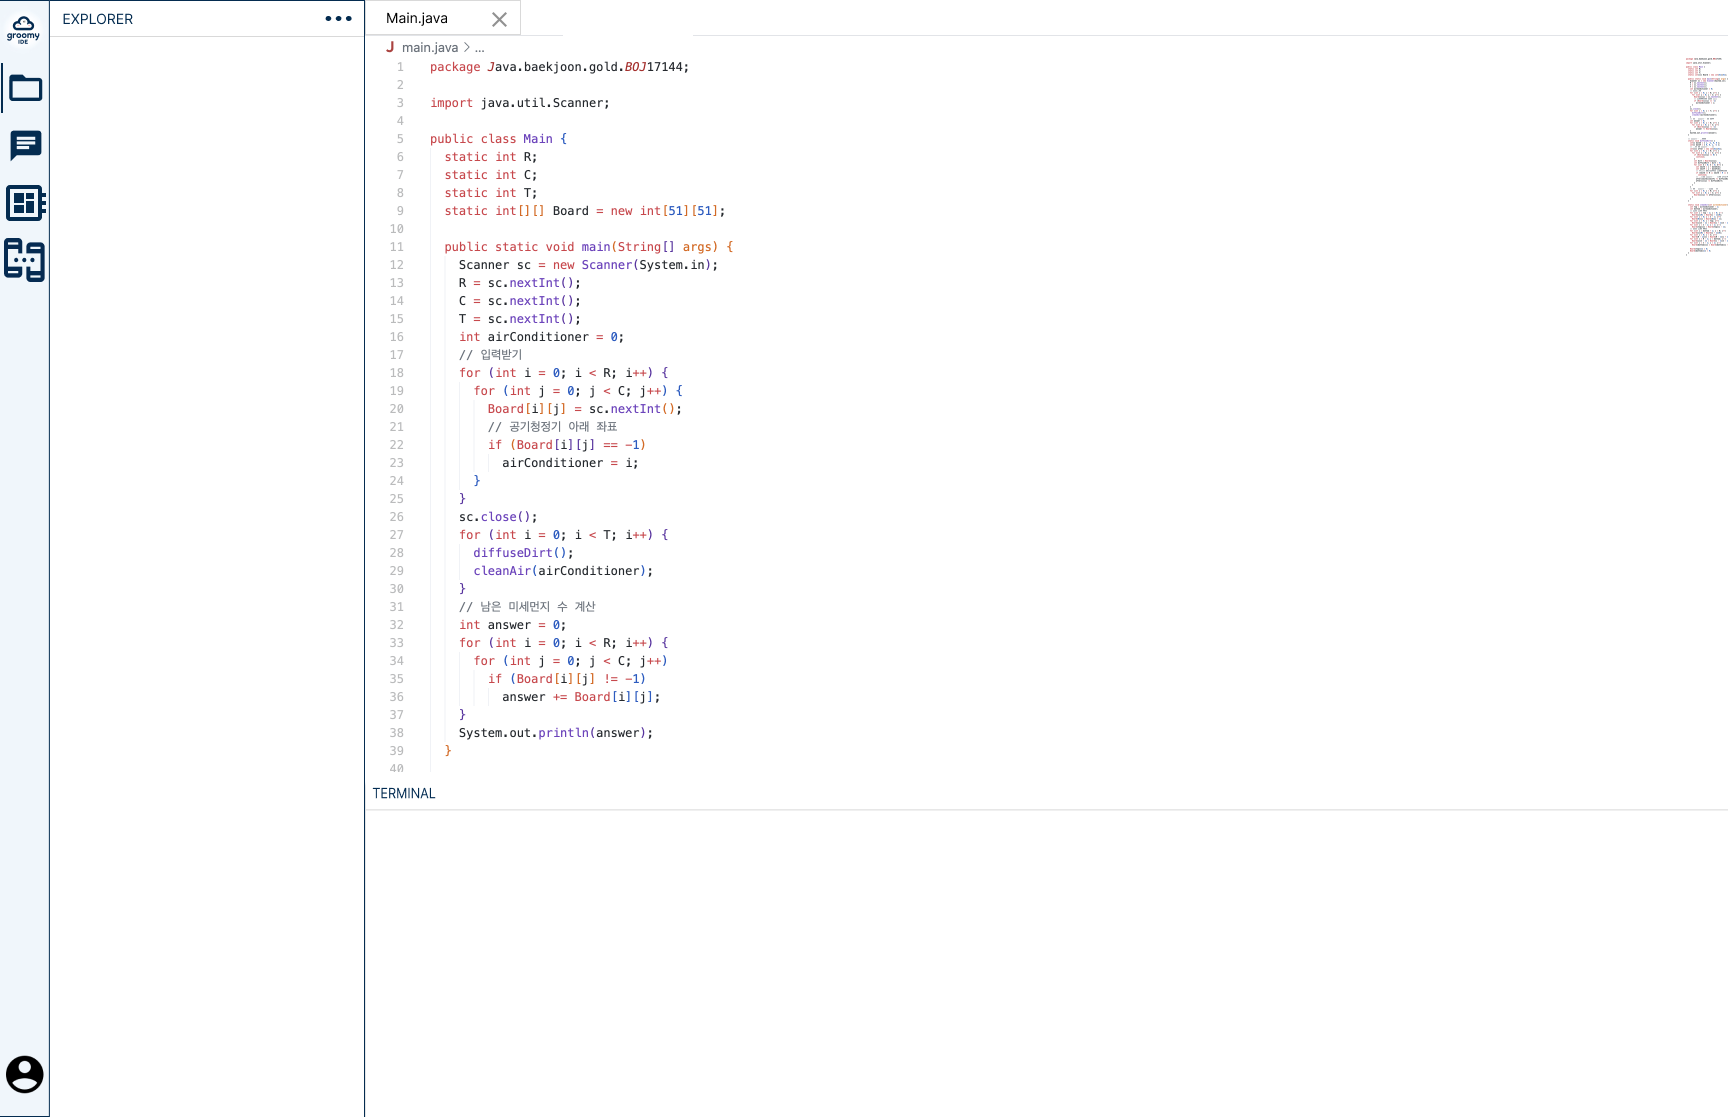 groomy
IDE
EXPLORER
Main.java
J main.java > ...
1 package Java.baekjoon.gold.BOJ17144;
2
3 import java.util.Scanner;
4
5 public class Main {
6 static int R;
7 static int C;
8 static int T;
9 static int[][] Board = new int[51][51];
10
11 public static void main(String[] args) {
12 Scanner sc = new Scanner(System.in);
13 R = sc.nextInt();
14 C = sc.nextInt();
15 T = sc.nextInt();
16 int airConditioner = 0;
17 // 입력받기
18 for (int i = 0; i < R; i++) {
19 for (int j = 0; j < C; j++) {
20 Board[i][j] = sc.nextInt();
21 // 공기청정기 아래 좌표
22 if (Board[i][j] == -1)
23 airConditioner = i;
24 }
25 }
26 sc.close();
27 for (int i = 0; i < T; i++) {
28 diffuseDirt();
29 cleanAir(airConditioner);
30 }
31 // 남은 미세먼지 수 계산
32 int answer = 0;
33 for (int i = 0; i < R; i++) {
34 for (int j = 0; j < C; j++)
35 if (Board[i][j] != -1)
36 answer += Board[i][j];
37 }
38 System.out.println(answer);
39 }
40
TERMINAL